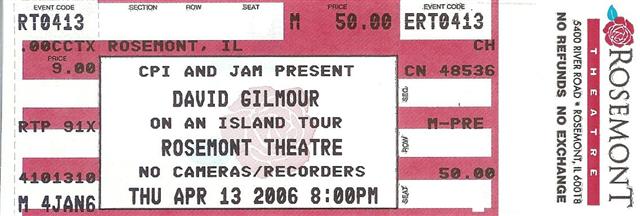 EVENT CODE SECTION ROW SEAT PRICE EVENT CODE
RT0413 M 50.00 ERT0413
.00CCTX ROSEMONT, IL CH
PRICE
9.00 CPI AND JAM PRESENT CN 48536
DAVID GILMOUR
RTP 91X ON AN ISLAND TOUR M-PRE
ROSEMONT THEATRE
4101310 NO CAMERAS/RECORDERS 50.00
M 4JAN6 THU APR 13 2006 8:00PM
ROSEMONT
THEATRE
5400 RIVER ROAD * ROSEMONT, IL 60018
NO REFUNDS NO EXCHANGE